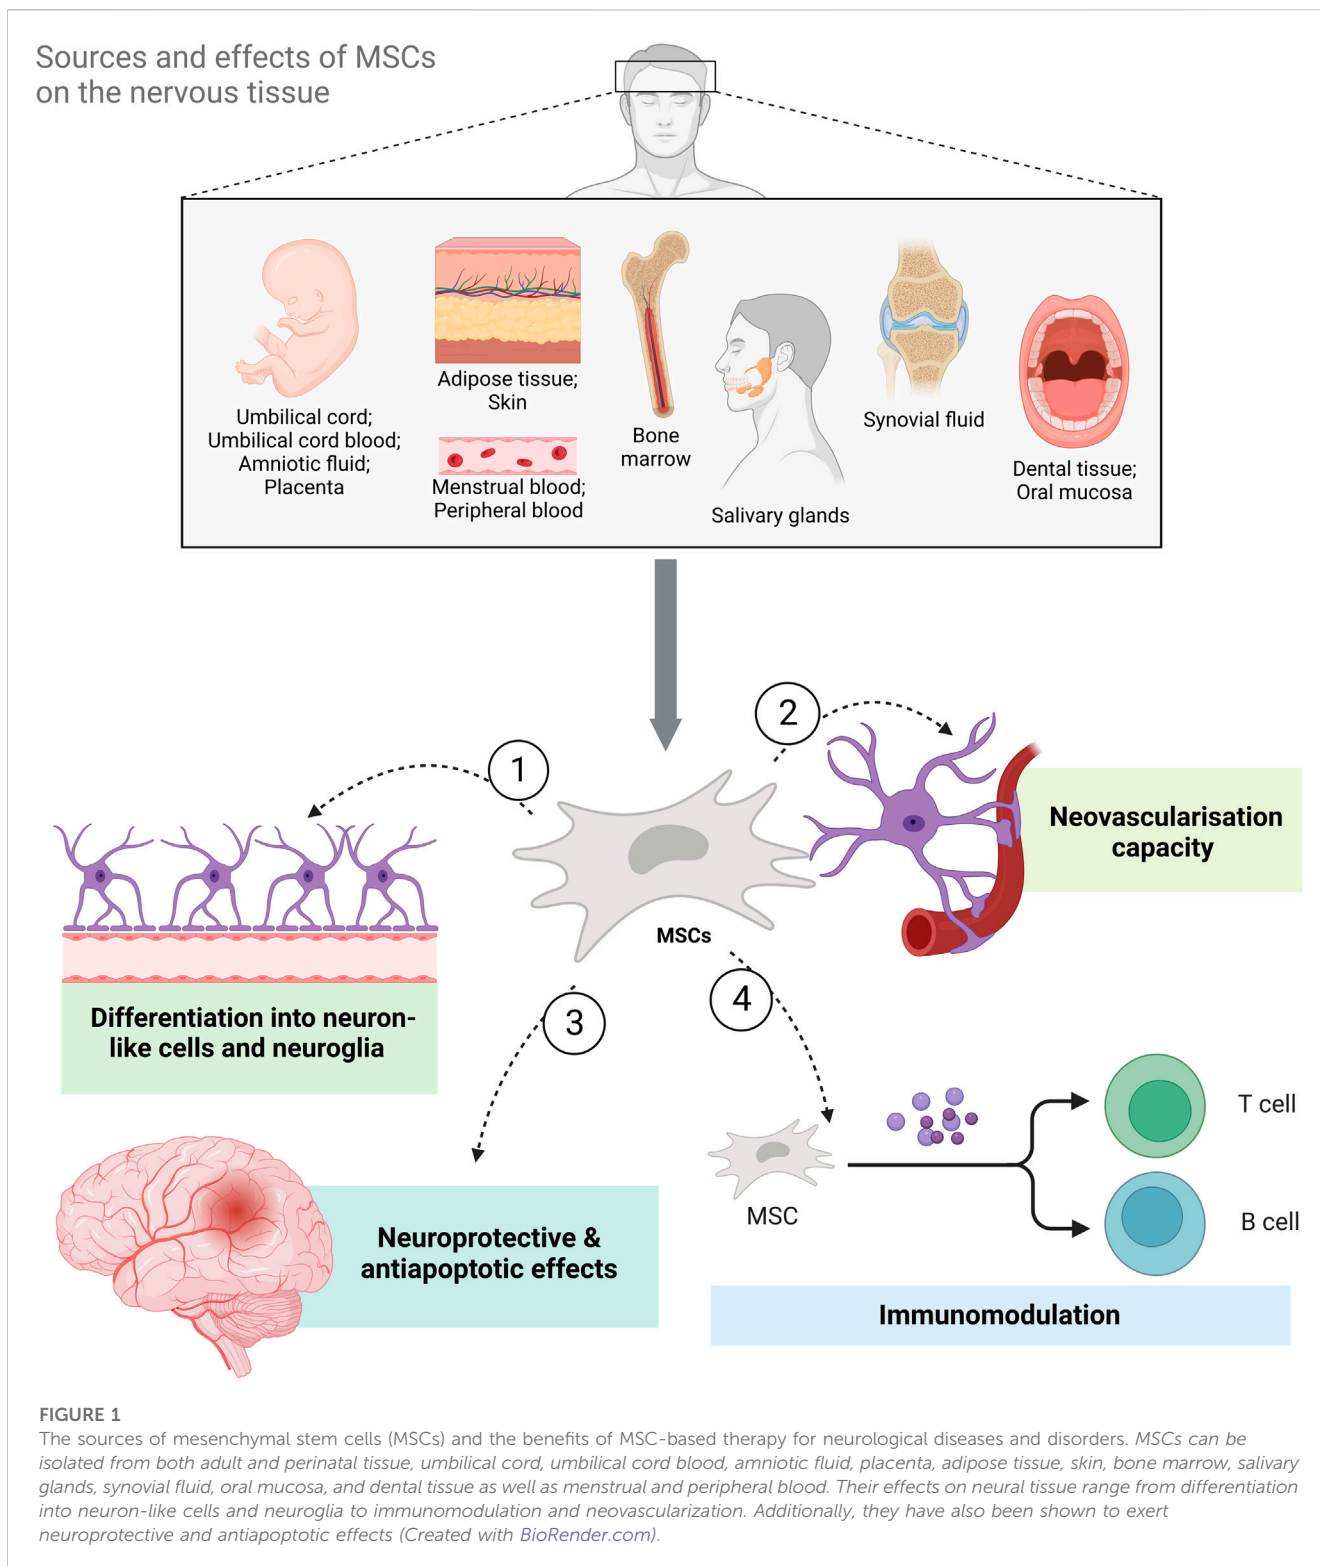 Sources and effects of MSCs
on the nervous tissue
Umbilical cord;
Umbilical cord blood;
Amniotic fluid;
Placenta
Adipose tissue;
Skin
Menstrual blood;
Peripheral blood
Bone
marrow
Salivary glands
Synovial fluid
Dental tissue;
Oral mucosa
1
2
Neovascularisation
capacity
MSCs
Differentiation into neuron-
like cells and neuroglia
3
4
T cell
MSC
B cell
Neuroprotective &
antiapoptotic effects
Immunomodulation
FIGURE 1
The sources of mesenchymal stem cells (MSCs) and the benefits of MSC-based therapy for neurological diseases and disorders. MSCs can be
isolated from both adult and perinatal tissue, umbilical cord, umbilical cord blood, amniotic fluid, placenta, adipose tissue, skin, bone marrow, salivary
glands, synovial fluid, oral mucosa, and dental tissue as well as menstrual and peripheral blood. Their effects on neural tissue range from differentiation
into neuron-like cells and neuroglia to immunomodulation and neovascularization. Additionally, they have also been shown to exert
neuroprotective and antiapoptotic effects (Created with BioRender.com).